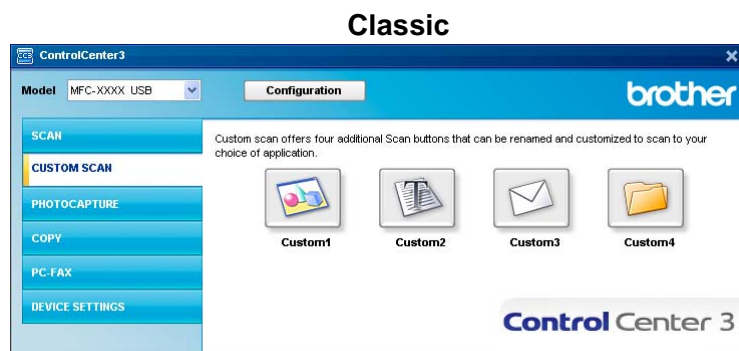 Classic
ControlCenter3
Model MFC-XXXX USB Configuration brother
SCAN
CUSTOM SCAN
PHOTOCAPTURE
COPY
PC-FAX
DEVICE SETTINGS
Custom scan offers four additional Scan buttons that can be renamed and customized to scan to your
choice of application.
Custom1 Custom2 Custom3 Custom4
Control Center 3